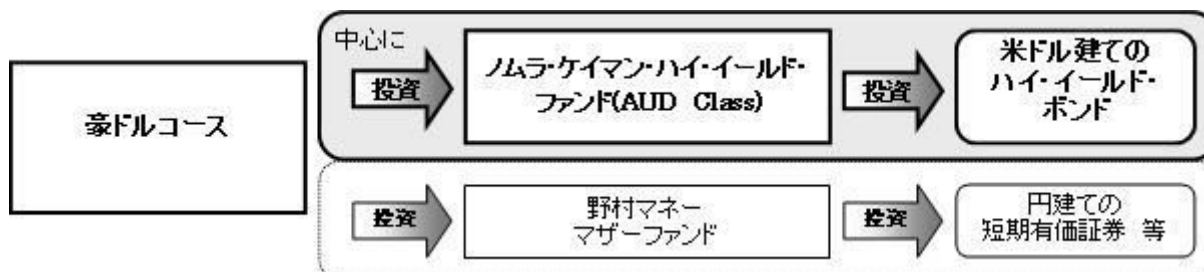 豪ドルコース
中心に
投資
ノムラ・ケイマン・ハイ・イールド・
ファンド(AUD Class)
投資
米ドル建ての
ハイ・イールド・
ボンド
投資
野村マネー
マザーファンド
投資
円建ての
短期有価証券 等